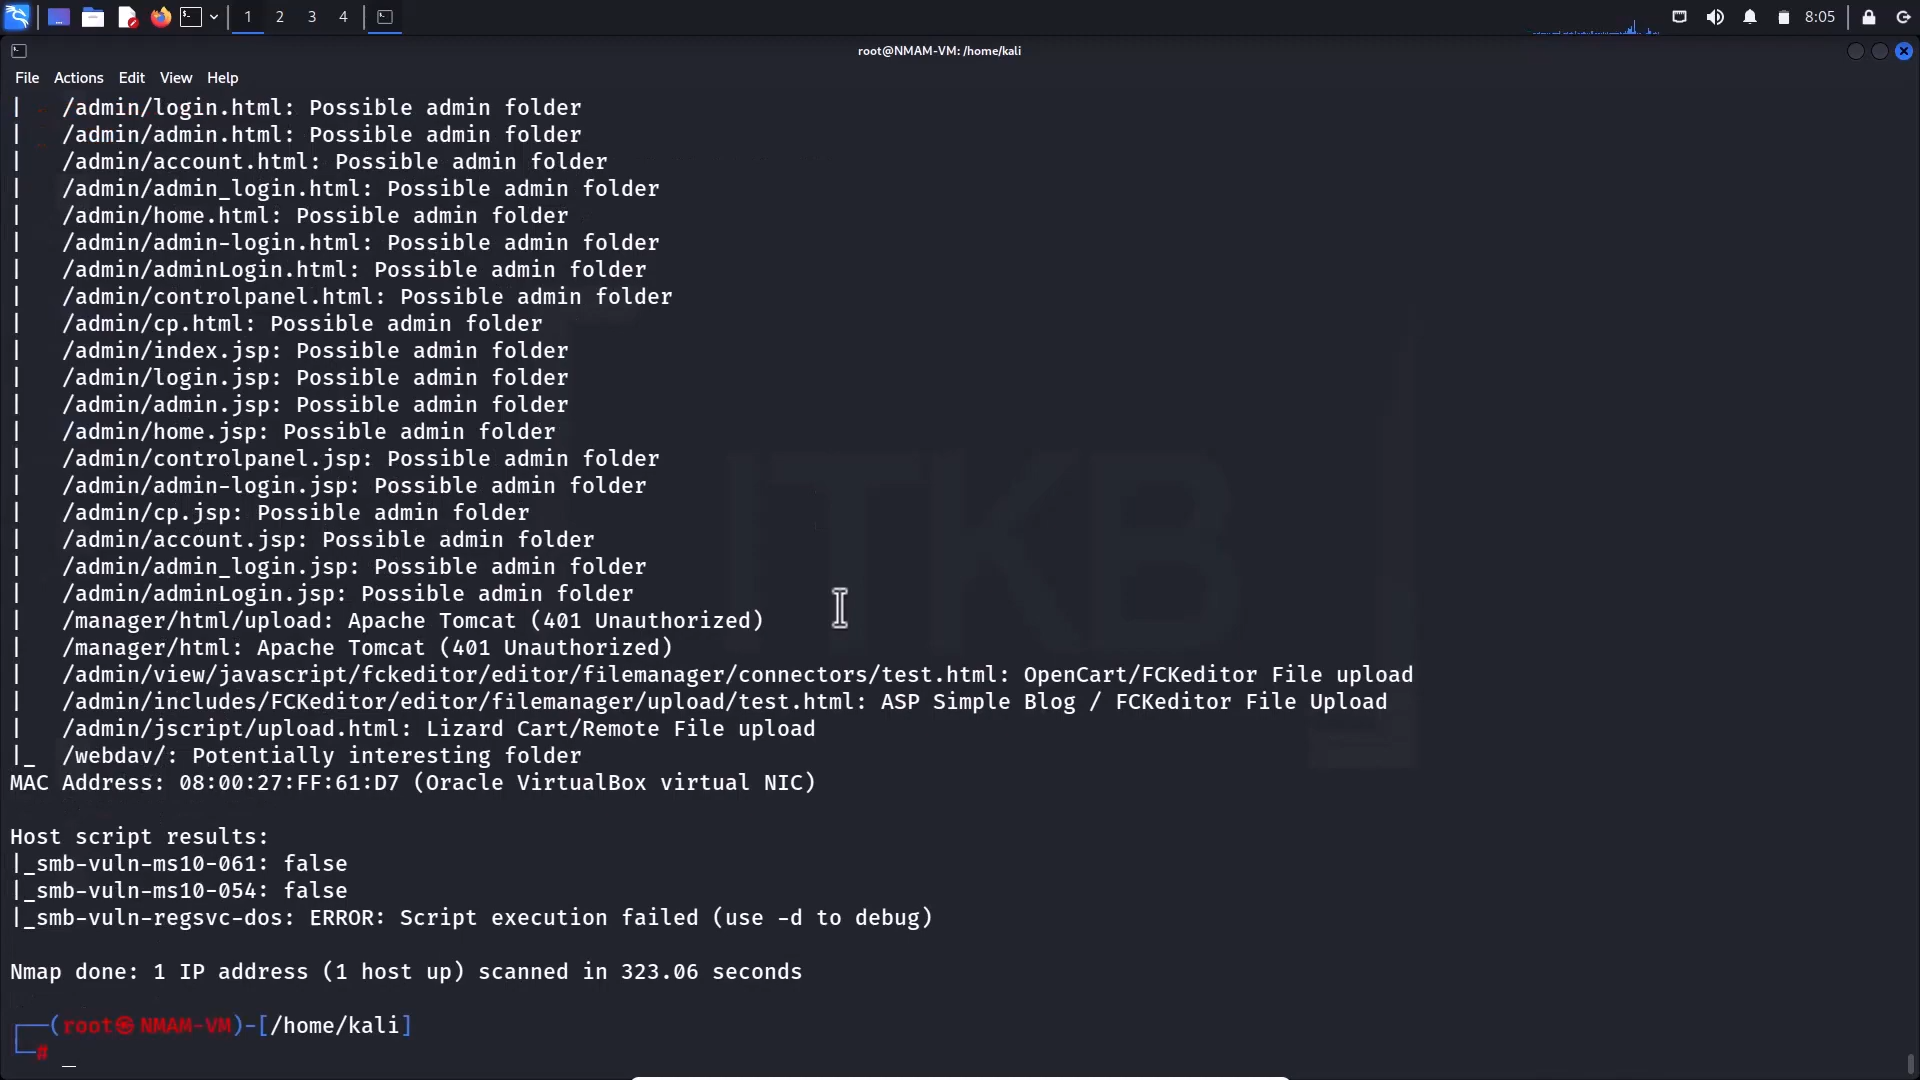 1 2 3 4 8:05
root@NMAM-VM: /home/kali
File Actions Edit View Help
|   /admin/login.html: Possible admin folder
|   /admin/admin.html: Possible admin folder
|   /admin/account.html: Possible admin folder
|   /admin/admin_login.html: Possible admin folder
|   /admin/home.html: Possible admin folder
|   /admin/admin-login.html: Possible admin folder
|   /admin/adminLogin.html: Possible admin folder
|   /admin/controlpanel.html: Possible admin folder
|   /admin/cp.html: Possible admin folder
|   /admin/index.jsp: Possible admin folder
|   /admin/login.jsp: Possible admin folder
|   /admin/admin.jsp: Possible admin folder
|   /admin/home.jsp: Possible admin folder
|   /admin/controlpanel.jsp: Possible admin folder
|   /admin/admin-login.jsp: Possible admin folder
|   /admin/cp.jsp: Possible admin folder
|   /admin/account.jsp: Possible admin folder
|   /admin/admin_login.jsp: Possible admin folder
|   /admin/adminLogin.jsp: Possible admin folder
|   /manager/html/upload: Apache Tomcat (401 Unauthorized)
|   /manager/html: Apache Tomcat (401 Unauthorized)
|   /admin/view/javascript/fckeditor/editor/filemanager/connectors/test.html: OpenCart/FCKeditor File upload
|   /admin/includes/FCKeditor/editor/filemanager/upload/test.html: ASP Simple Blog / FCKeditor File Upload
|   /admin/jscript/upload.html: Lizard Cart/Remote File upload
|_  /webdav/: Potentially interesting folder
MAC Address: 08:00:27:FF:61:D7 (Oracle VirtualBox virtual NIC)
Host script results:
|_smb-vuln-ms10-061: false
|_smb-vuln-ms10-054: false
|_smb-vuln-regsvc-dos: ERROR: Script execution failed (use -d to debug)
Nmap done: 1 IP address (1 host up) scanned in 323.06 seconds
┌──(root㉿NMAM-VM)-[/home/kali]
└─# _
ITKB